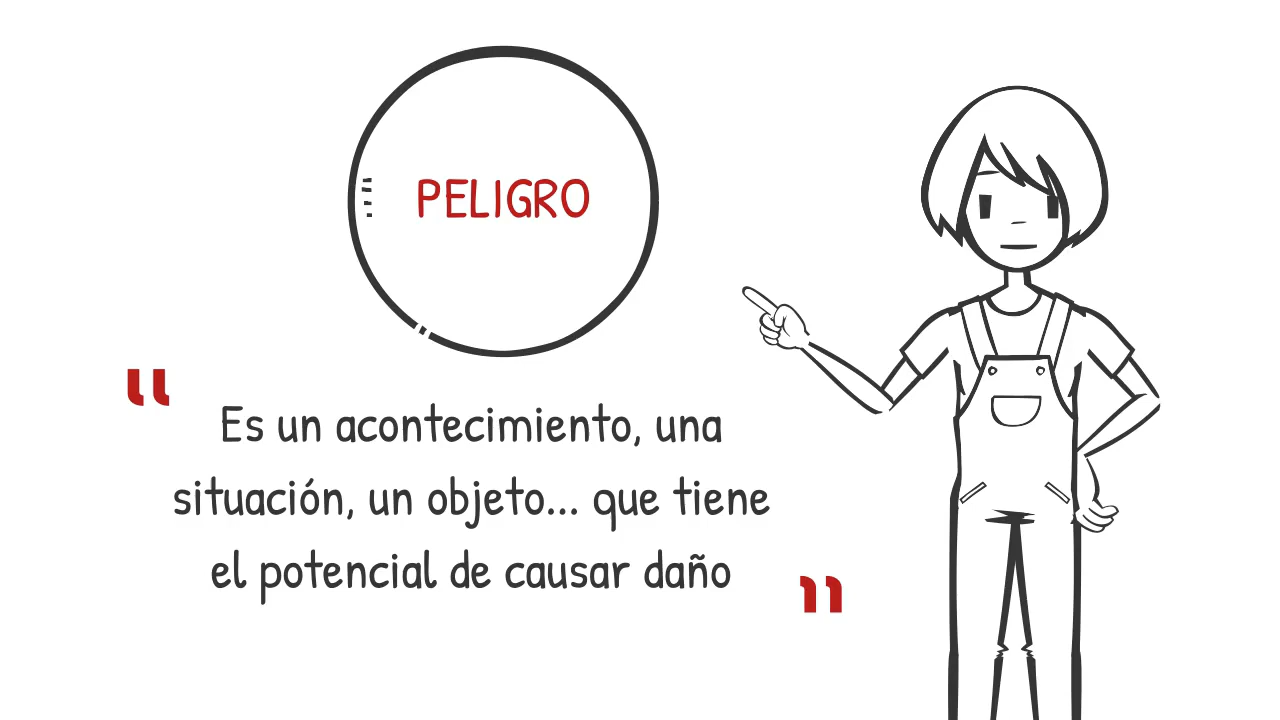 PELIGRO
“
Es un acontecimiento, una
situación, un objeto... que tiene
el potencial de causar daño
”